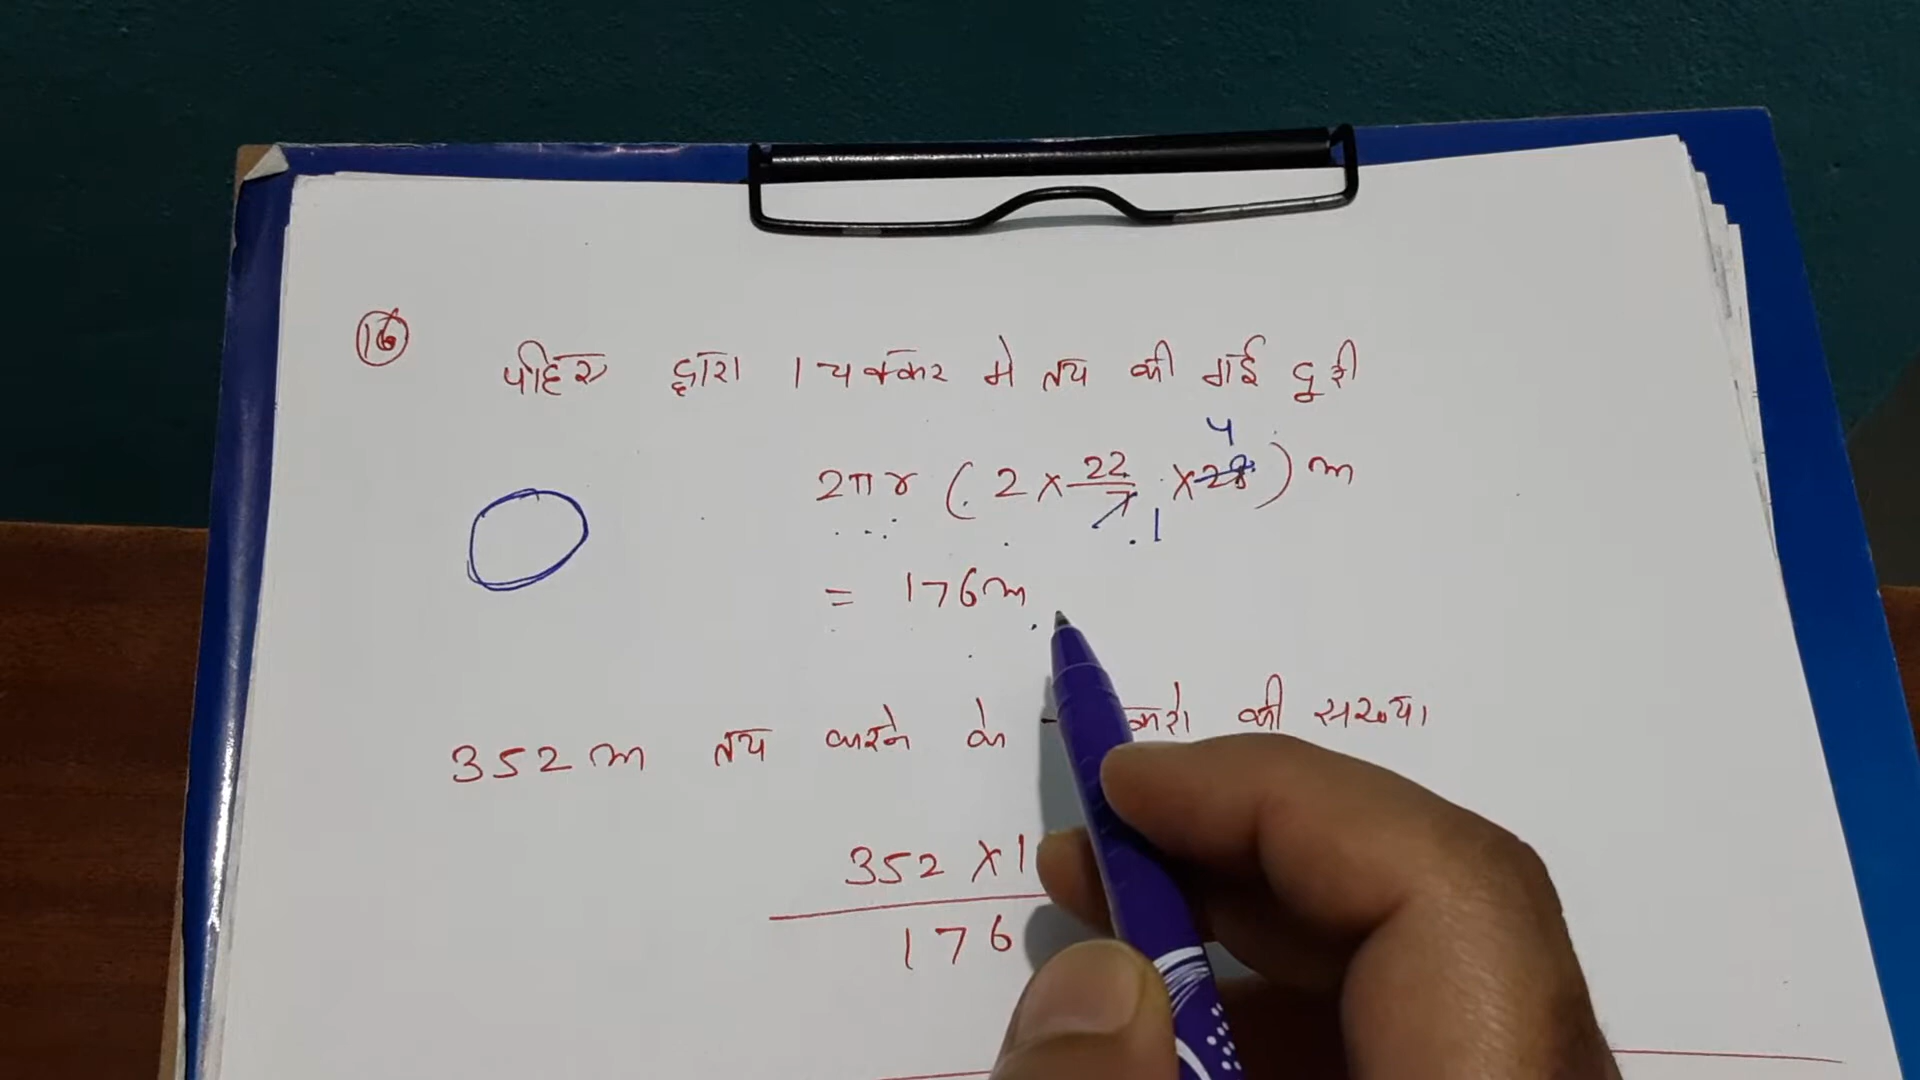 16
पहिए द्वारा 1 चक्कर मे तय की गई दूरी
4
2πr (2 × 22/7 × 28) m
1
= 176m
352 m तय करने के की सख्या
352 × 1
176